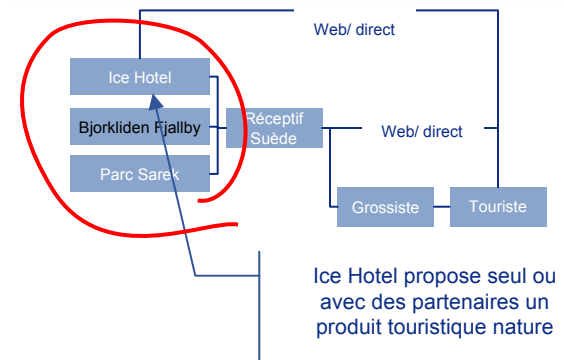 Web/ direct
Ice Hotel
Bjorkliden Fjallby
Réceptif
Suède
Web/ direct
Parc Sarek
Grossiste
Touriste
Ice Hotel propose seul ou
avec des partenaires un
produit touristique nature